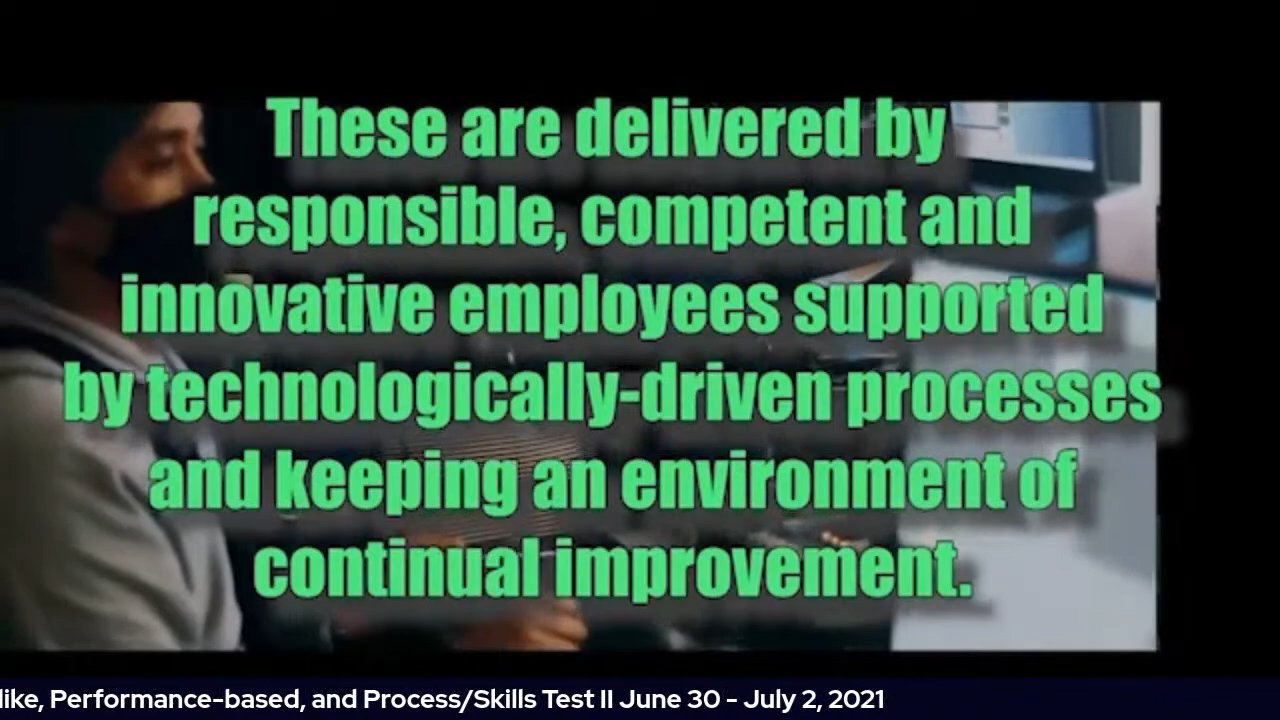 These are delivered by
responsible, competent and
innovative employees supported
by technologically-driven processes
and keeping an environment of
continual improvement.
like, Performance-based, and Process/Skills Test II June 30 - July 2, 2021